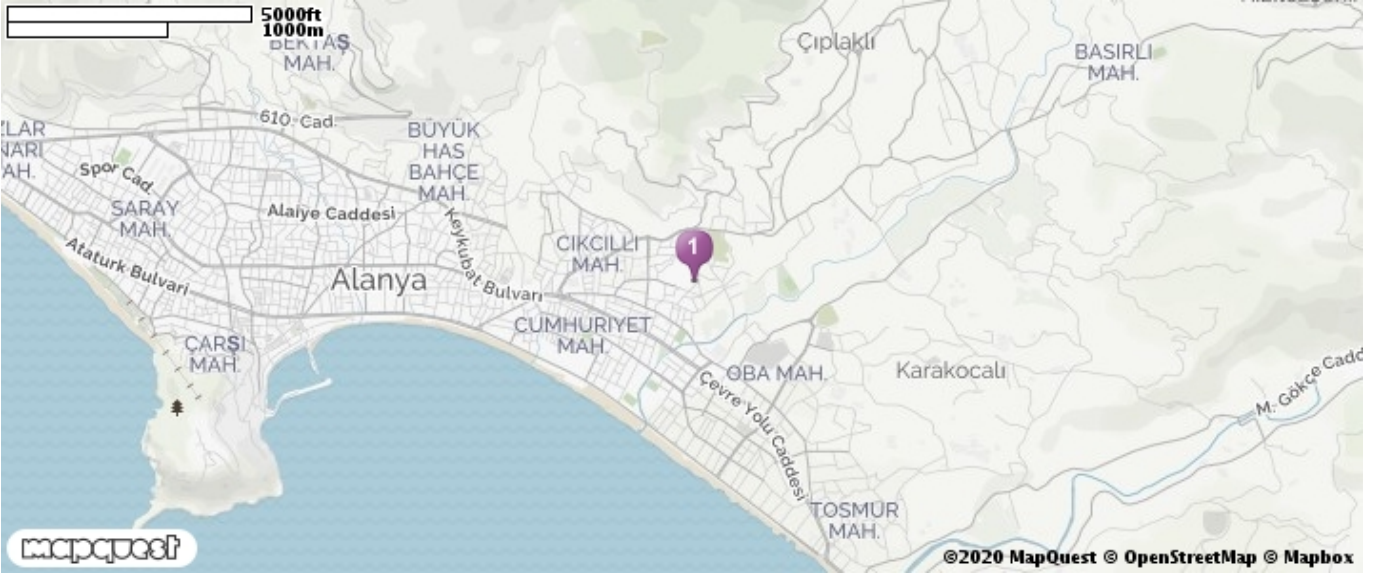 5000ft
1000m
BEKTAŞ
MAH.
Çıplaklı
BASIRLI
MAH.
610. Cad.
BÜYÜK
HAS
BAHÇE
MAH.
Spor Cad.
SARAY
MAH.
Alaiye Caddesi
Keykubat Bulvarı
CIKCILLI
MAH.
1
Ataturk Bulvarı
Alanya
CUMHURIYET
MAH.
ÇARŞI
MAH.
OBA MAH.
Karakocalı
Çevre Yolu Caddesi
M. Gökçe Cadd
TOSMUR
MAH.
mapquest
©2020 MapQuest © OpenStreetMap © Mapbox